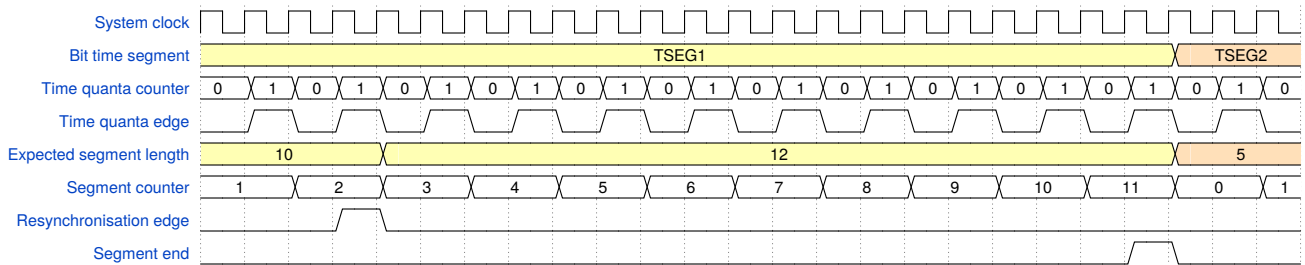 System clock
Bit time segment TSEG1 TSEG2
Time quanta counter 0 1 0 1 0 1 0 1 0 1 0 1 0 1 0 1 0 1 0 1 0 1 0 1 0
Time quanta edge
Expected segment length 10 12 5
Segment counter 1 2 3 4 5 6 7 8 9 10 11 0 1
Resynchronisation edge
Segment end